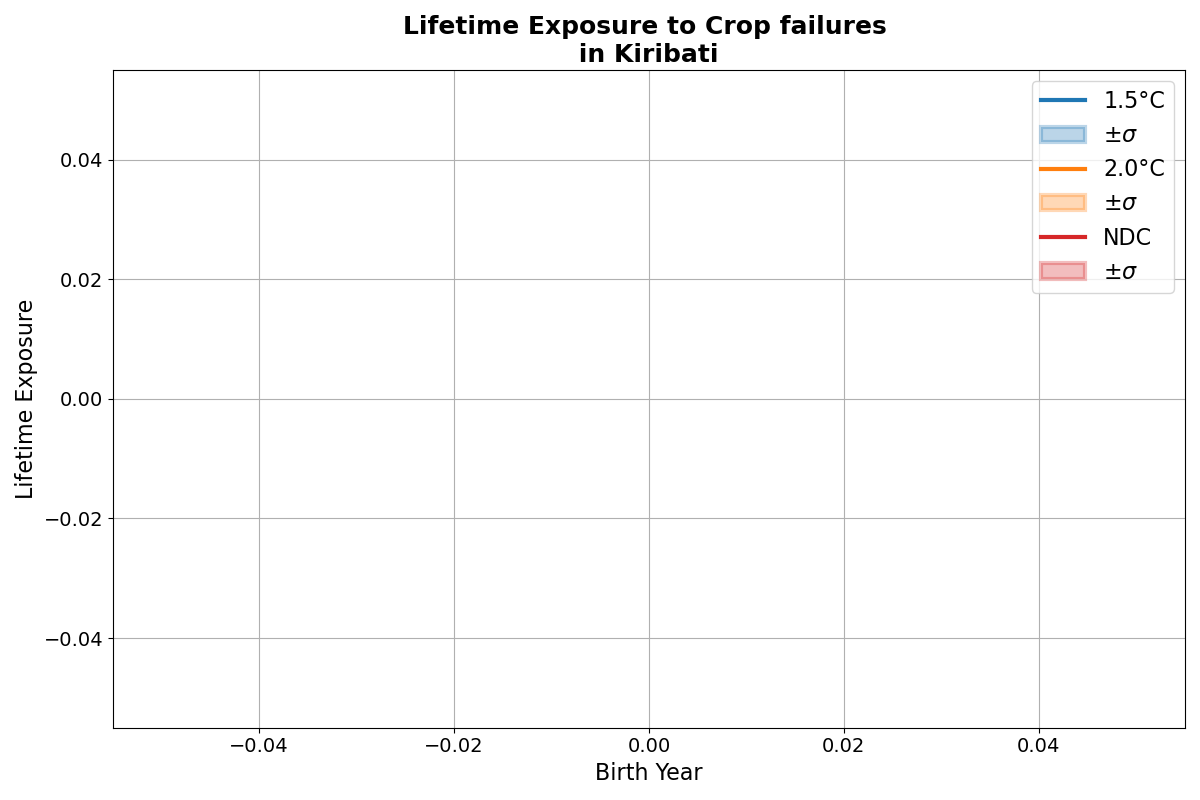 Lifetime Exposure to Crop failures
in Kiribati
1.5°C
±σ
2.0°C
±σ
NDC
±σ
0.04
0.02
0.00
−0.02
−0.04
Lifetime Exposure
−0.04
−0.02
0.00
0.02
0.04
Birth Year